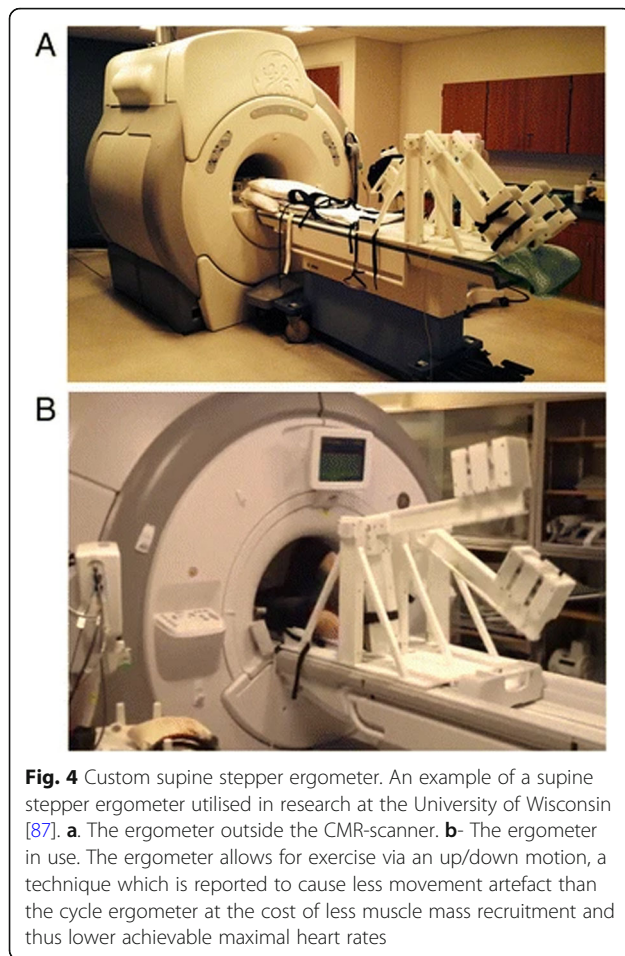 A
B
Fig. 4 Custom supine stepper ergometer. An example of a supine
stepper ergometer utilised in research at the University of Wisconsin
[87]. a. The ergometer outside the CMR-scanner. b- The ergometer
in use. The ergometer allows for exercise via an up/down motion, a
technique which is reported to cause less movement artefact than
the cycle ergometer at the cost of less muscle mass recruitment and
thus lower achievable maximal heart rates